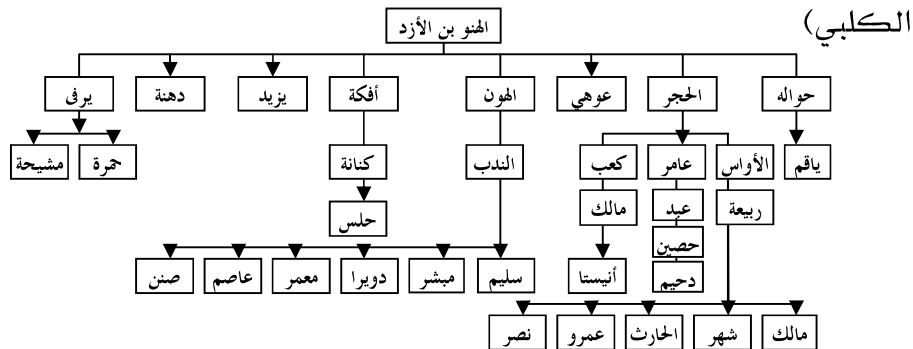 الكلبي)
الهنو بن الأزد
حواله
الحجر
عوهي
الهون
أفكة
يزيد
دهنة
يرفى
ياقم
الأواس
عامر
كعب
الندب
كنانة
حمرة
مشيحة
ربيعة
عبد
مالك
حلس
حصين
دحيم
أنيستا
سليم
مبشر
دويرا
معمر
عاصم
صنن
مالك
شهر
الحارث
عمرو
نصر